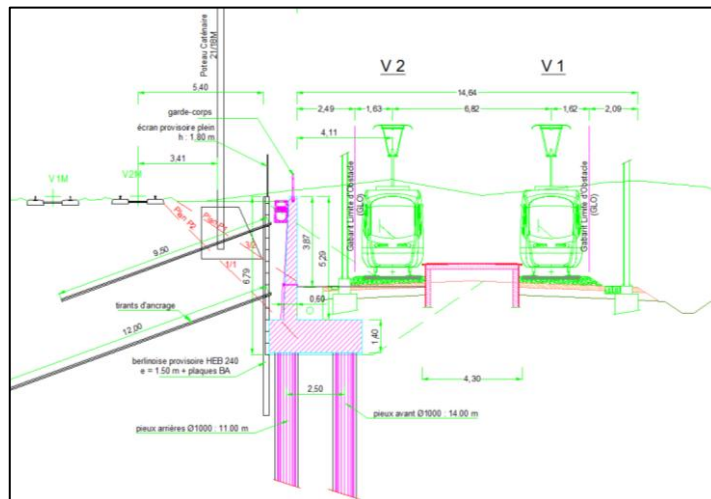 Poteau Caténaire
21/18M
V 2
V 1
14,64
5,40
2,49
1,63
6,82
1,62
2,09
garde-corps
écran provisoire plein
h : 1,80 m
4,11
3,41
V1M
V2M
Gabarit Limite d'Obstacle
(GLO)
Gabarit Limite d'Obstacle
(GLO)
Plan P2
Plan P1
3/2
1/1
9,50
6,79
3,87
5,29
0,60
tirants d'ancrage
12,00
1,40
berlinoise provisoire HEB 240
e = 1.50 m + plaques BA
4,30
2,50
pieux arrières Ø1000 : 11.00 m
pieux avant Ø1000 : 14.00 m